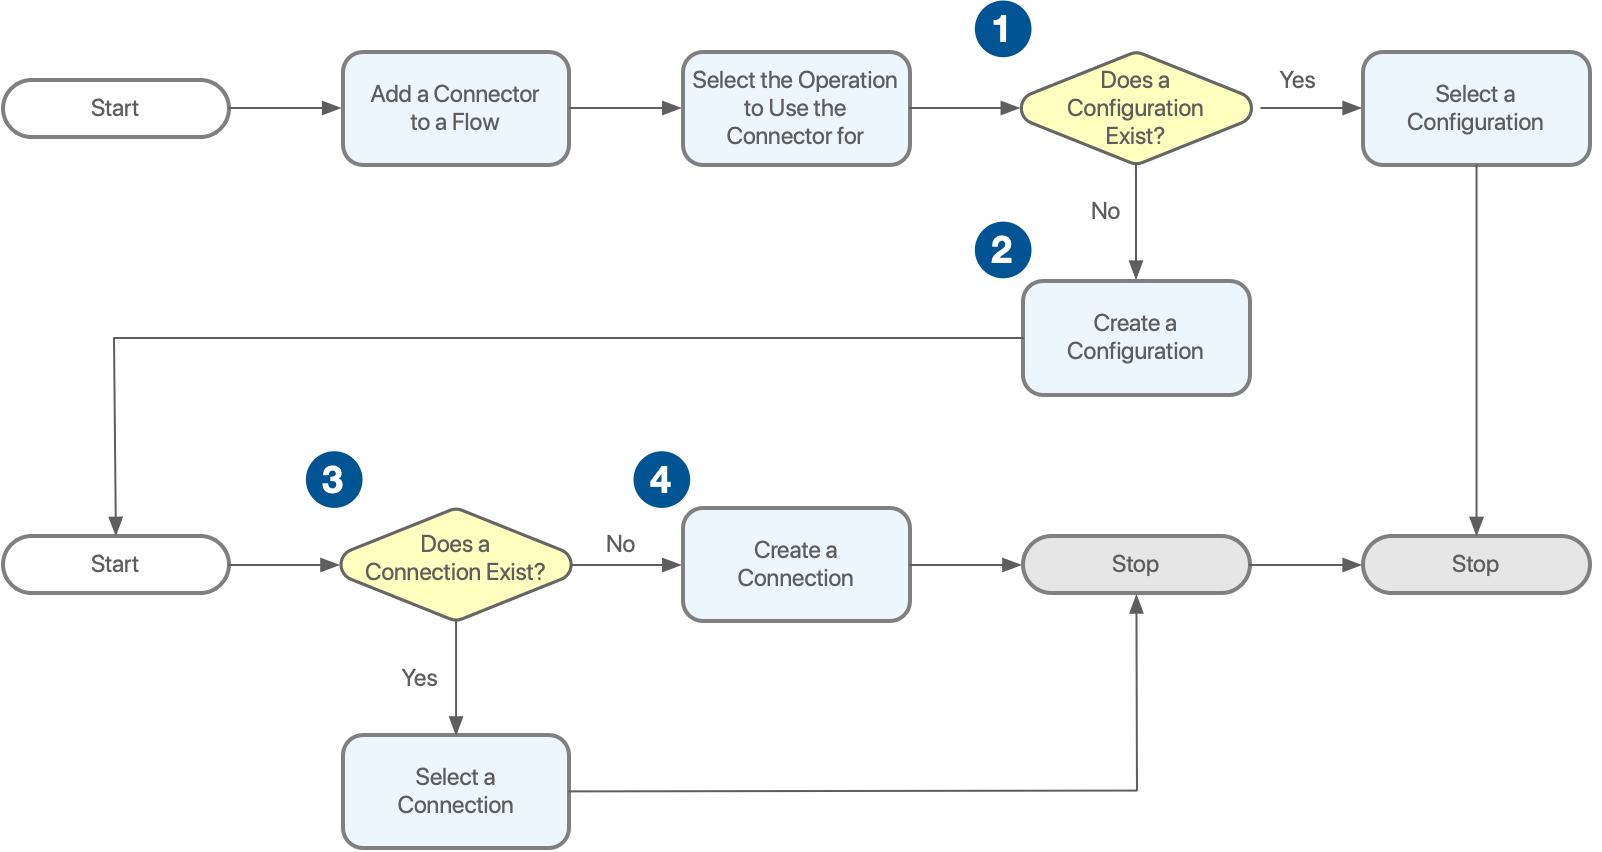 1
Start
Add a Connector
to a Flow
Select the Operation
to Use the
Connector for
Does a
Configuration
Exist?
Yes
Select a
Configuration
No
2
Create a
Configuration
3
4
Start
Does a
Connection Exist?
No
Create a
Connection
Stop
Stop
Yes
Select a
Connection